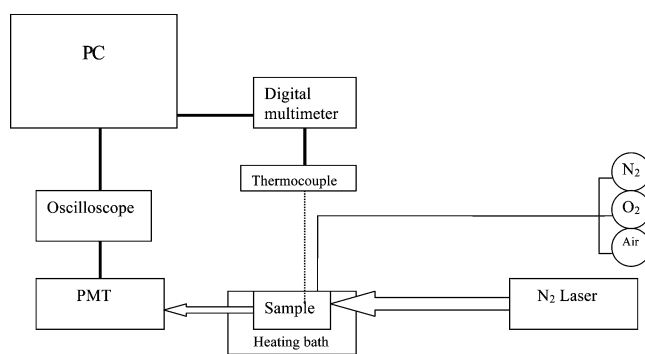 PC
Digital
multimeter
Thermocouple
N₂
O₂
Air
Oscilloscope
PMT
Sample
Heating bath
N₂ Laser